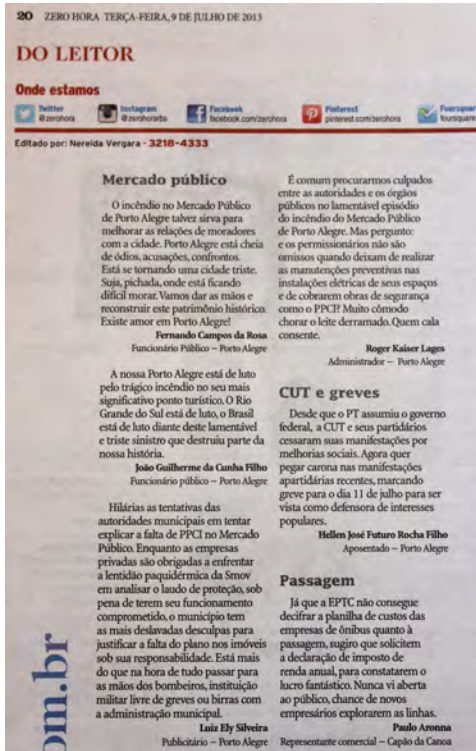 20 ZERO HORA TERÇA-FEIRA, 9 DE JULHO DE 2013
DO LEITOR
Onde estamos
Twitter
@zerohora
Instagram
@zerohorarbs
Facebook
facebook.com/zerohora
Pinterest
pinterest.com/zerohora
Foursquare
foursquare
Editado por: Nereida Vergara - 3218-4333
Mercado público
O incêndio no Mercado Público
de Porto Alegre talvez sirva para
melhorar as relações de moradores
com a cidade. Porto Alegre está cheia
de ódios, acusações, confrontos.
Está se tornando uma cidade triste.
Suja, pichada, onde está ficando
difícil morar. Vamos dar as mãos e
reconstruir este patrimônio histórico.
Existe amor em Porto Alegre!
Fernando Campos da Rosa
Funcionário Público – Porto Alegre
A nossa Porto Alegre está de luto
pelo trágico incêndio no seu mais
significativo ponto turístico. O Rio
Grande do Sul está de luto, o Brasil
está de luto diante deste lamentável
e triste sinistro que destruiu parte da
nossa história.
João Guilherme da Cunha Filho
Funcionário público – Porto Alegre
Hilárias as tentativas das
autoridades municipais em tentar
explicar a falta de PPCI no Mercado
Público. Enquanto as empresas
privadas são obrigadas a enfrentar
a lentidão paquidérmica da Smov
em analisar o laudo de proteção, sob
pena de terem seu funcionamento
comprometido, o município tem
as mais deslavadas desculpas para
justificar a falta do plano nos imóveis
sob sua responsabilidade. Está mais
do que na hora de tudo passar para
as mãos dos bombeiros, instituição
militar livre de greves ou birras com
a administração municipal.
Luiz Ely Silveira
Publicitário – Porto Alegre
É comum procurarmos culpados
entre as autoridades e os órgãos
públicos no lamentável episódio
do incêndio do Mercado Público
de Porto Alegre. Mas pergunto:
e os permissionários não são
omissos quando deixam de realizar
as manutenções preventivas nas
instalações elétricas de seus espaços
e de cobrarem obras de segurança
como o PPCI? Muito cômodo
chorar o leite derramado. Quem cala
consente.
Roger Kaiser Lages
Administrador – Porto Alegre
CUT e greves
Desde que o PT assumiu o governo
federal, a CUT e seus partidários
cessaram suas manifestações por
melhorias sociais. Agora quer
pegar carona nas manifestações
apartidárias recentes, marcando
greve para o dia 11 de julho para ser
vista como defensora de interesses
populares.
Hellen José Futuro Rocha Filho
Aposentado – Porto Alegre
Passagem
Já que a EPTC não consegue
decifrar a planilha de custos das
empresas de ônibus quanto à
passagem, sugiro que solicitem
a declaração de imposto de
renda anual, para constatarem o
lucro fantástico. Nunca vi aberta
ao público, chance de novos
empresários explorarem as linhas.
Paulo Aronna
Representante comercial – Capão da Canoa
om.br